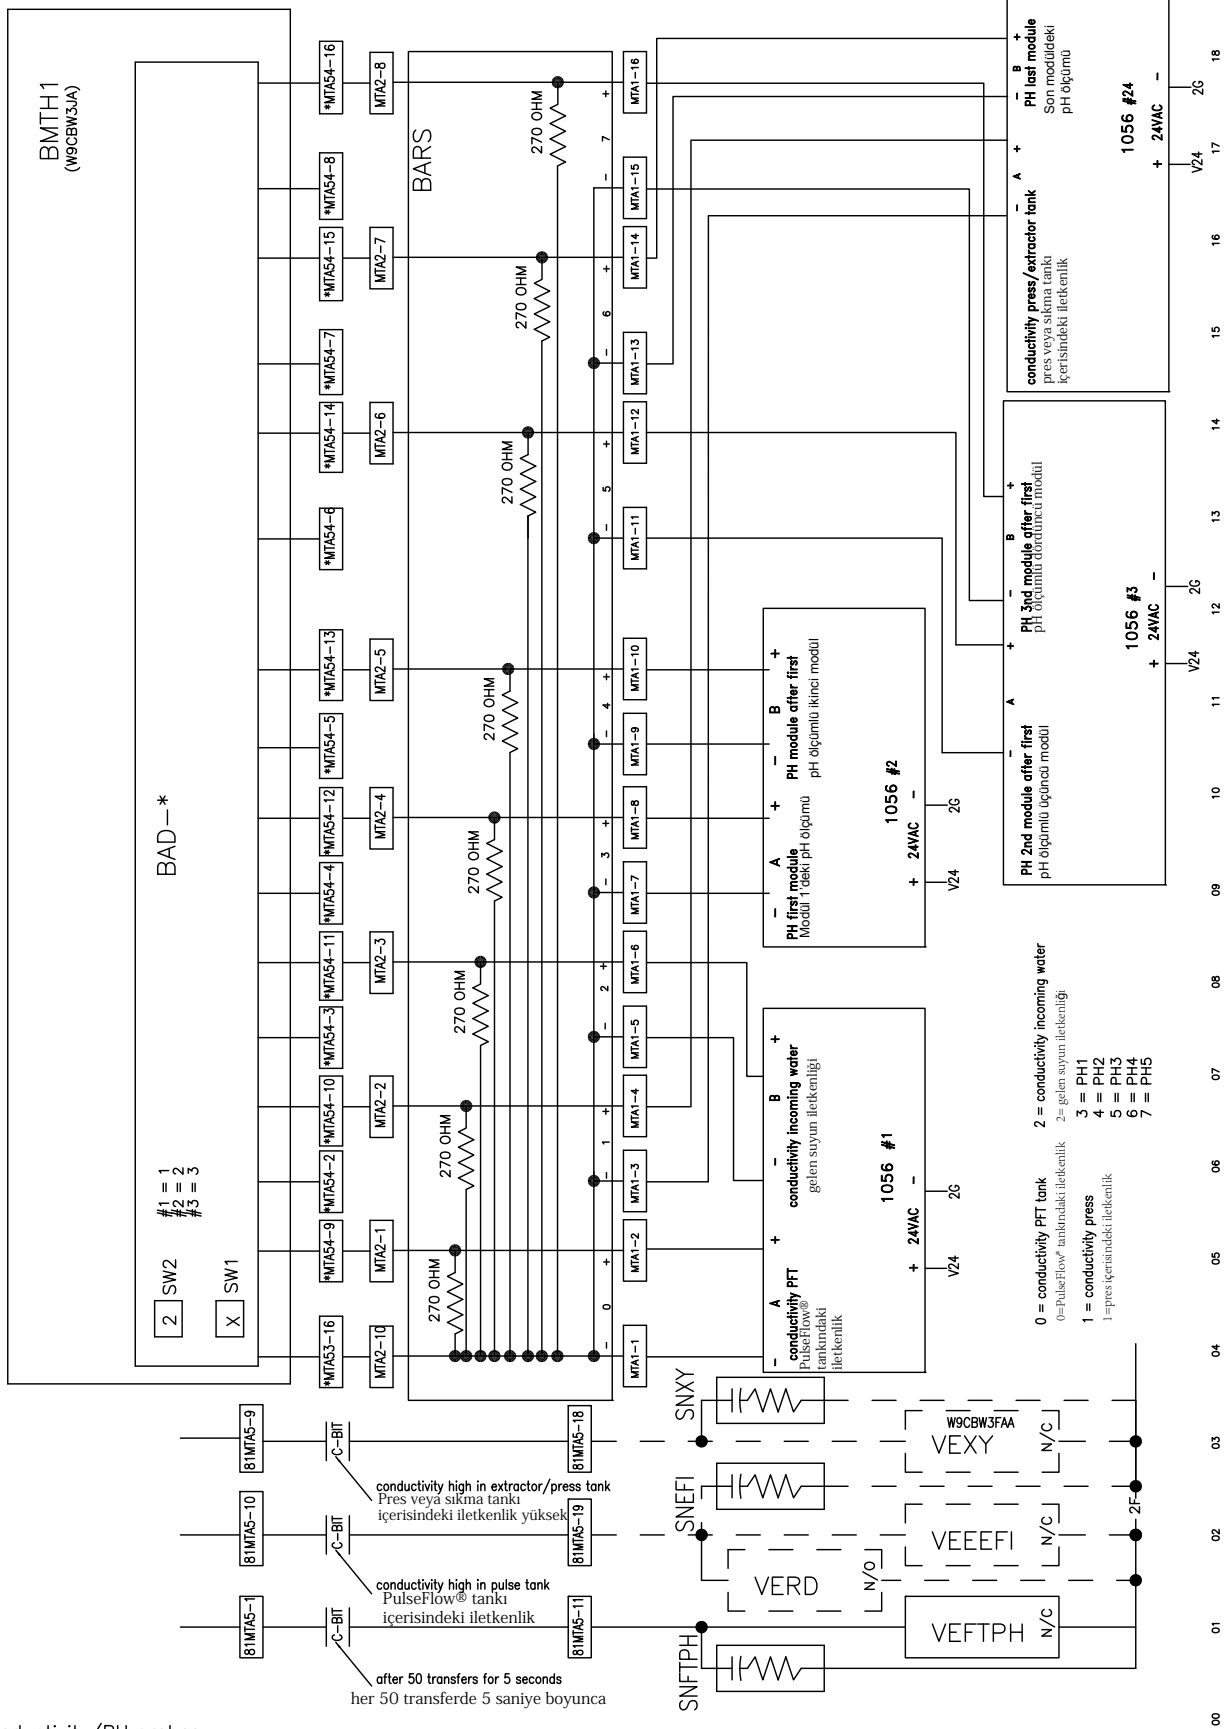 BMTH1
(W9CBW3JA)
BAD-*
#1 = 1
#2 = 2
#3 = 3
2 SW2
X SW1
*MTA53-16
*MTA54-9
*MTA54-2
*MTA54-10
*MTA54-3
*MTA54-11
*MTA54-4
*MTA54-12
*MTA54-5
*MTA54-13
*MTA54-6
*MTA54-14
*MTA54-7
*MTA54-15
*MTA54-8
*MTA54-16
MTA2-10
MTA2-1
MTA2-2
MTA2-3
MTA2-4
MTA2-5
MTA2-6
MTA2-7
MTA2-8
BARS
270 OHM
270 OHM
270 OHM
270 OHM
270 OHM
270 OHM
270 OHM
270 OHM
- 0 +
- 1 +
- 2 +
- 3 +
- 4 +
- 5 +
- 6 +
- 7 +
MTA1-1
MTA1-2
MTA1-3
MTA1-4
MTA1-5
MTA1-6
MTA1-7
MTA1-8
MTA1-9
MTA1-10
MTA1-11
MTA1-12
MTA1-13
MTA1-14
MTA1-15
MTA1-16
- A +
conductivity PFT
PulseFlow®
tankındaki
iletkenlik
- B +
conductivity incoming water
gelen suyun iletkenliği
1056 #1
+ 24VAC -
V24
2G
- A +
PH first module
Modül 1'deki pH ölçümü
- B +
PH module after first
pH ölçümlü ikinci modül
1056 #2
+ 24VAC -
V24
2G
- A +
PH 2nd module after first
pH ölçümlü üçüncü modül
- B +
PH 3nd module after first
pH ölçümlü dördüncü modül
1056 #3
+ 24VAC -
V24
2G
- A +
conductivity press/extractor tank
pres veya sıkma tankı
içerisindeki iletkenlik
- B +
PH last module
Son modüldeki
pH ölçümü
1056 #24
+ 24VAC -
V24
2G
0 = conductivity PFT tank
0=PulseFlow® tankındaki iletkenlik
1 = conductivity press
1=pres içerisindeki iletkenlik
2 = conductivity incoming water
2= gelen suyun iletkenliği
3 = PH1
4 = PH2
5 = PH3
6 = PH4
7 = PH5
81MTA5-9
C-BIT
81MTA5-18
conductivity high in extractor/press tank
Pres veya sıkma tankı
içerisindeki iletkenlik yüksek
SNXY
W9CBW3FAA
VEXY
N/C
81MTA5-10
C-BIT
81MTA5-19
conductivity high in pulse tank
PulseFlow® tankı
içerisindeki iletkenlik
SNEFI
VEEEFI
N/C
VERD
N/O
2F
81MTA5-1
C-BIT
81MTA5-11
after 50 transfers for 5 seconds
her 50 transferde 5 saniye boyunca
SNFTPH
VEFTPH
N/C
00
01
02
03
04
05
06
07
08
09
10
11
12
13
14
15
16
17
18